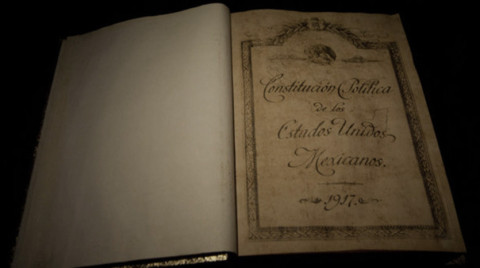 Constitución Política
de los
Estados Unidos
Mexicanos.
1917.